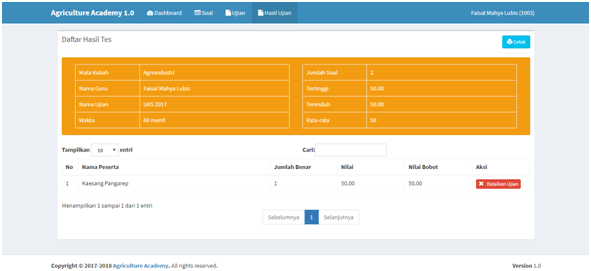 Agriculture Academy 1.0 Dashboard Soal Ujian Hasil Ujian Faisal Mahya Lubis (1003)
Daftar Hasil Tes
Cetak
Mata Kuliah Agroindustri Jumlah Soal 2
Nama Guru Faisal Mahya Lubis Tertinggi 50,00
Nama Ujian UAS 2017 Terendah 50,00
Waktu 60 menit Rata-rata 50
Tampilkan 10 entri Cari:
No Nama Peserta Jumlah Benar Nilai Nilai Bobot Aksi
1 Kaesang Pangarep 1 50.00 50.00 Batalkan Ujian
Menampilkan 1 sampai 1 dari 1 entri
Sebelumnya 1 Selanjutnya
Copyright © 2017-2018 Agriculture Academy. All rights reserved. Version 1.0